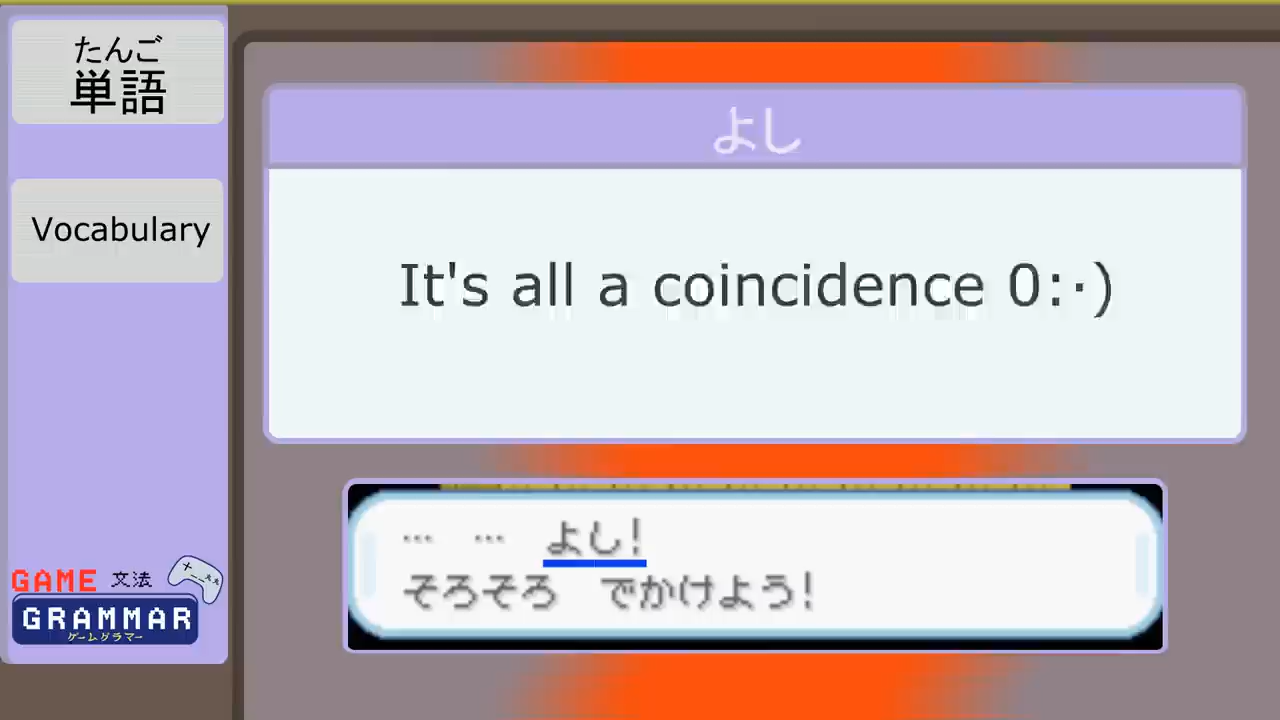 たんご
単語
Vocabulary
よし
It's all a coincidence 0:·)
… … よし!
そろそろ でかけよう!
GAME 文法
GRAMMAR
ゲームグラマー